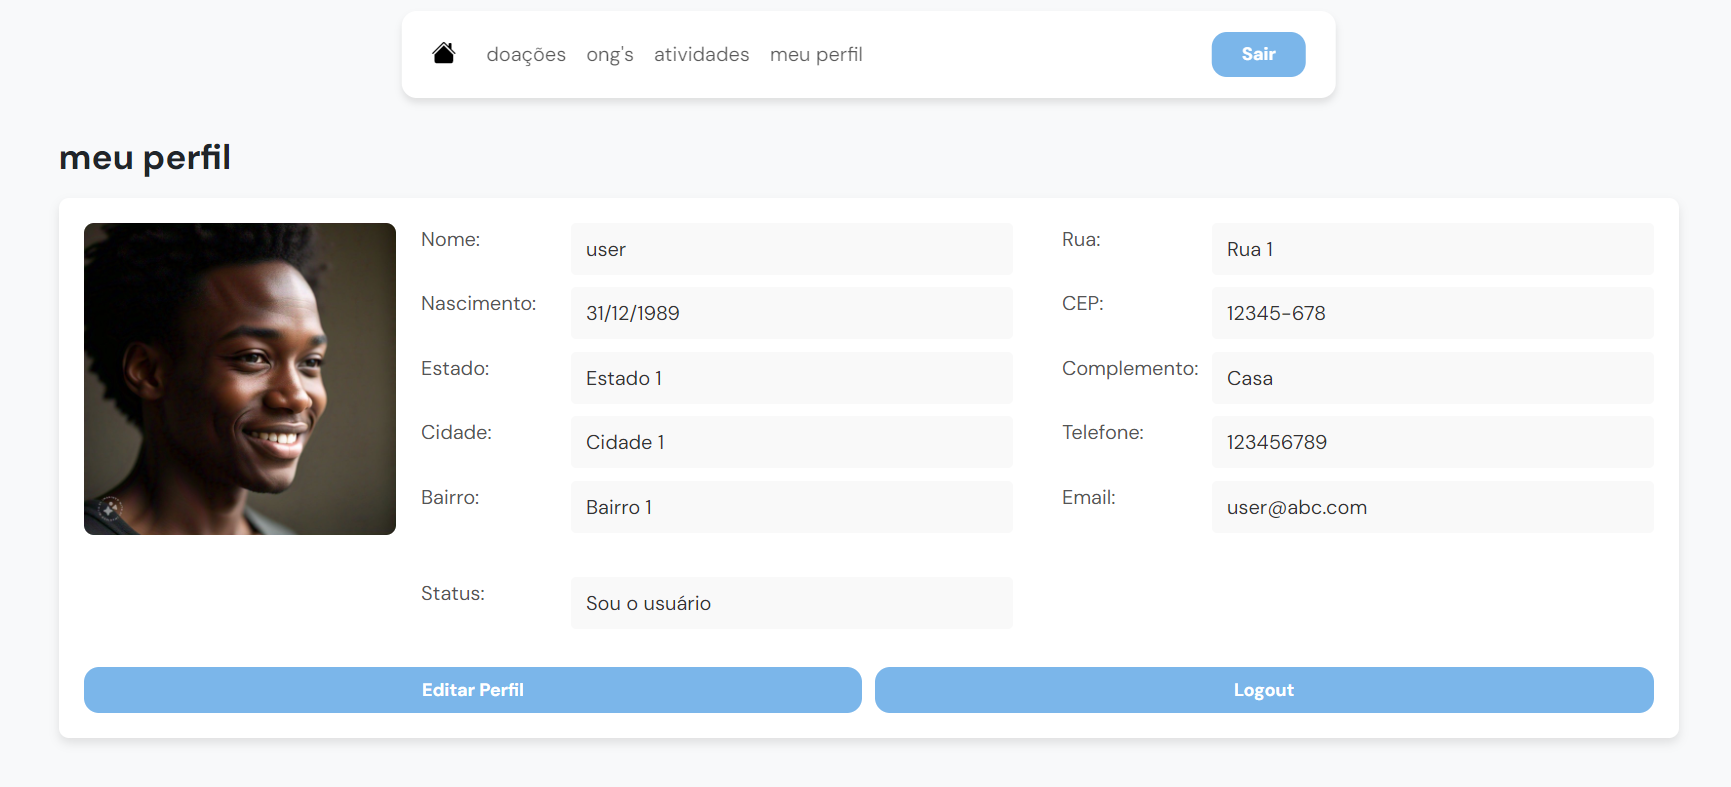 doações ong's atividades meu perfil Sair
meu perfil
Nome: user
Nascimento: 31/12/1989
Estado: Estado 1
Cidade: Cidade 1
Bairro: Bairro 1
Status: Sou o usuário
Rua: Rua 1
CEP: 12345-678
Complemento: Casa
Telefone: 123456789
Email: user@abc.com
Editar Perfil
Logout